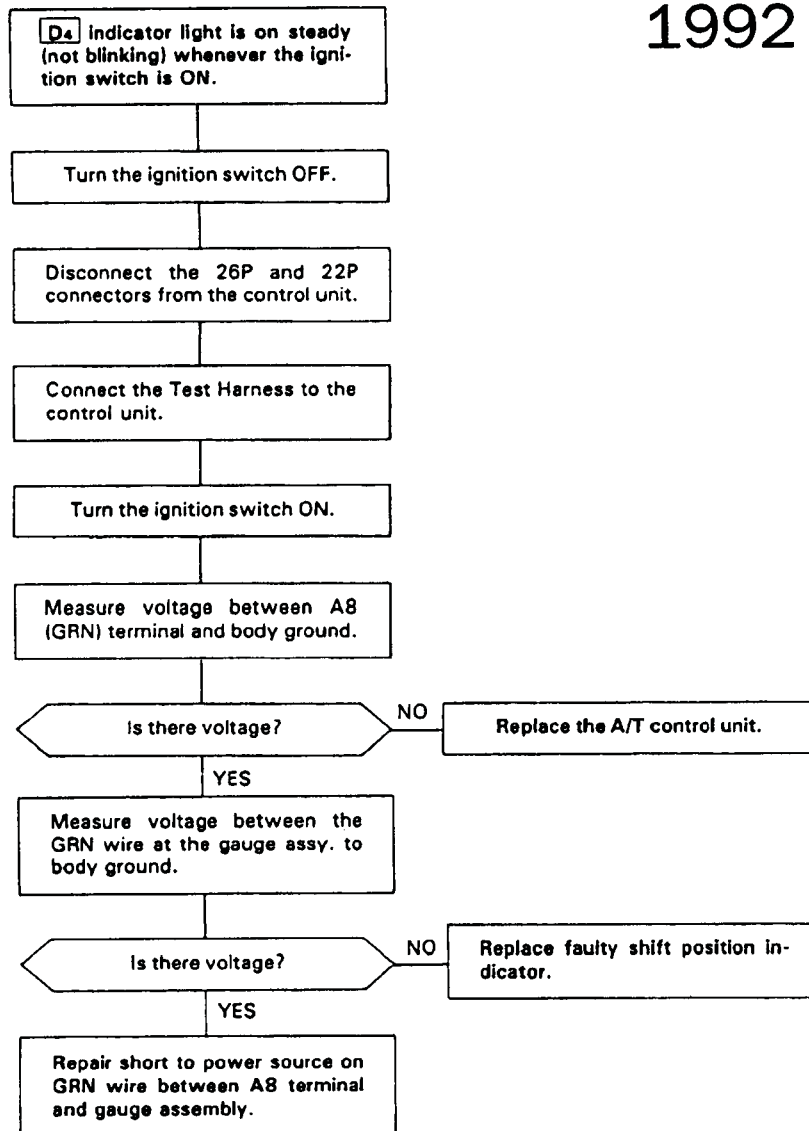 1992
D4 indicator light is on steady
(not blinking) whenever the igni-
tion switch is ON.
Turn the ignition switch OFF.
Disconnect the 26P and 22P
connectors from the control unit.
Connect the Test Harness to the
control unit.
Turn the ignition switch ON.
Measure voltage between A8
(GRN) terminal and body ground.
Is there voltage?
NO
Replace the A/T control unit.
YES
Measure voltage between the
GRN wire at the gauge assy. to
body ground.
Is there voltage?
NO
Replace faulty shift position in-
dicator.
YES
Repair short to power source on
GRN wire between A8 terminal
and gauge assembly.